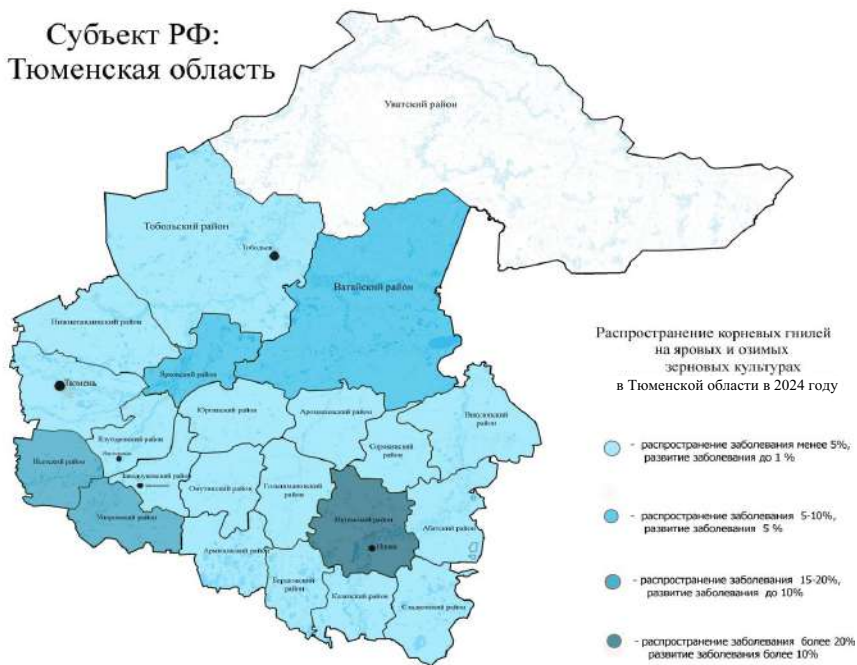 Субъект РФ:
Тюменская область
Уватский район
Тобольский район
Тобольск
Ватайский район
Нижнетавдинский район
Ярковский район
Тюмень
Юргинский район
Аромашевский
район
Викуловский
район
Сорокинский
район
Ялуторовский район
Исетский район
Заводоуковский район
Омутинский район
Голышмановский
район
Упоровский район
Ишимский район
Ишим
Абатский
район
Армизонский район
Бердюжский
район
Казанский
район
Сладковский район
Распространение корневых гнилей
на яровых и озимых
зерновых культурах
в Тюменской области в 2024 году
- распространение заболевания менее 5%,
развитие заболевания до 1 %
- распространение заболевания 5-10%,
развитие заболевания 5 %
- распространение заболевания 15-20%,
развитие заболевания до 10%
- распространение заболевания более 20%
развитие заболевания более 10%